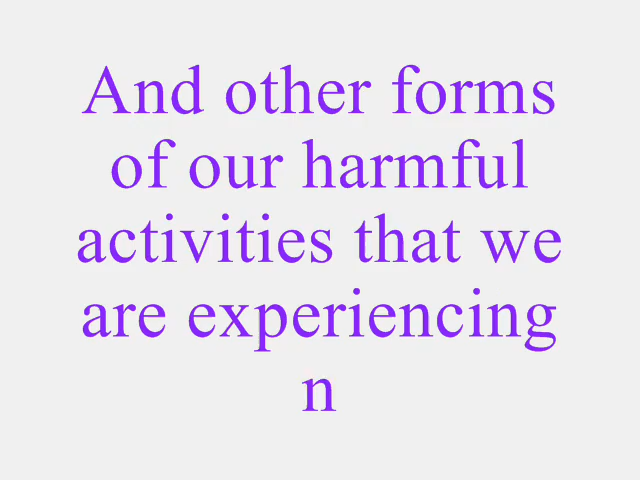 And other forms
of our harmful
activities that we
are experiencing
n